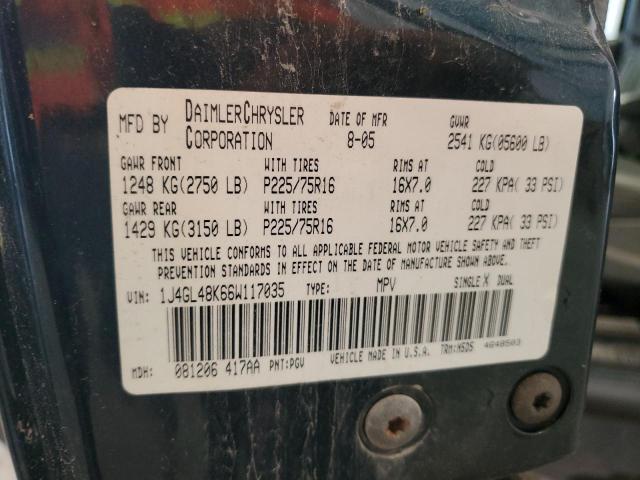 MFD BY DAIMLERCHRYSLER CORPORATION DATE OF MFR 8-05 GVWR 2541 KG(05600 LB)
GAWR FRONT WITH TIRES RIMS AT COLD
1248 KG(2750 LB) P225/75R16 16X7.0 227 KPA( 33 PSI)
GAWR REAR WITH TIRES RIMS AT COLD
1429 KG(3150 LB) P225/75R16 16X7.0 227 KPA( 33 PSI)
THIS VEHICLE CONFORMS TO ALL APPLICABLE FEDERAL MOTOR VEHICLE SAFETY AND THEFT
PREVENTION STANDARDS IN EFFECT ON THE DATE OF MANUFACTURE SHOWN ABOVE.
VIN: 1J4GL48K66W117035 TYPE: MPV SINGLE X DUAL
MDH: 081206 417AA PNT:PGV VEHICLE MADE IN U.S.A. TRM:N5DS 4648503